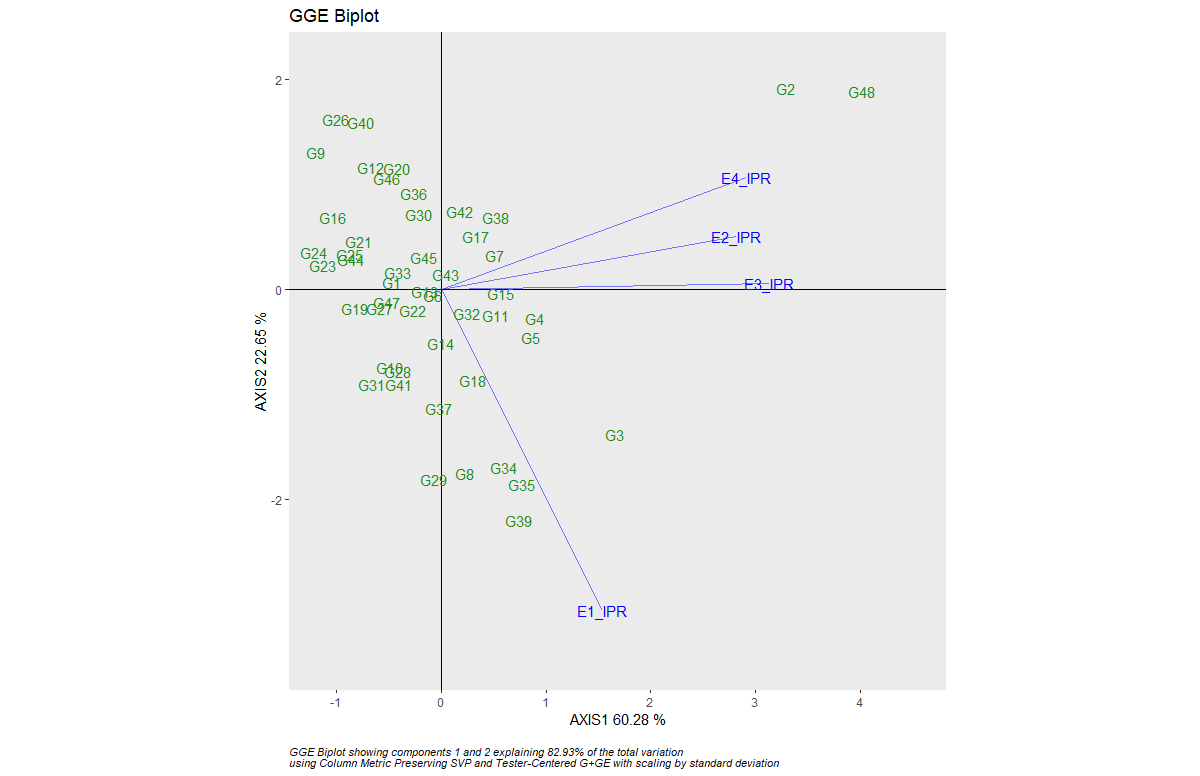 GGE Biplot
2
G2
G48
G26
G40
G9
G12
G20
G46
E4_IPR
G36
G30
G42
G38
G16
G17
E2_IPR
G21
G24
G25
G44
G45
G7
G23
G33
G43
G1
E3_IPR
0
G13
G6
G15
G47
G19
G27
G22
G32
G11
G4
G5
G14
G10
G28
G31
G41
G18
AXIS2 22.65 %
G37
G3
G34
G8
G29
G35
-2
G39
E1_IPR
-1
0
1
2
3
4
AXIS1 60.28 %
GGE Biplot showing components 1 and 2 explaining 82.93% of the total variation
using Column Metric Preserving SVP and Tester-Centered G+GE with scaling by standard deviation